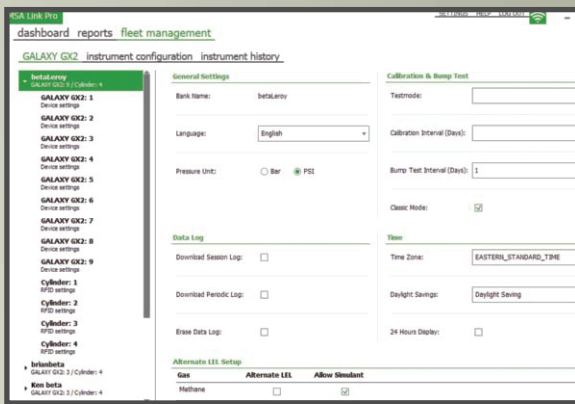 MSA Link Pro
SETTINGS HELP LOG OUT
dashboard reports fleet management
GALAXY GX2 instrument configuration instrument history
betaLeroy
GALAXY GX2: 9 / Cylinder: 4
GALAXY GX2: 1
Device settings
GALAXY GX2: 2
Device settings
GALAXY GX2: 3
Device settings
GALAXY GX2: 4
Device settings
GALAXY GX2: 5
Device settings
GALAXY GX2: 6
Device settings
GALAXY GX2: 7
Device settings
GALAXY GX2: 8
Device settings
GALAXY GX2: 9
Device settings
Cylinder: 1
RFID settings
Cylinder: 2
RFID settings
Cylinder: 3
RFID settings
Cylinder: 4
RFID settings
brianbeta
GALAXY GX2: 3 / Cylinder: 4
Ken beta
GALAXY GX2: 3 / Cylinder: 4
General Settings
Bank Name: betaLeroy
Language: English
Pressure Unit: Bar PSI
Data Log
Download Session Log:
Download Periodic Log:
Erase Data Log:
Calibration & Bump Test
Testmode:
Calibration Interval (Days):
Bump Test Interval (Days): 1
Classic Mode:
Time
Time Zone: EASTERN_STANDARD_TIME
Daylight Savings: Daylight Saving
24 Hours Display:
Alternate LEL Setup
Gas Alternate LEL Allow Simulant
Methane